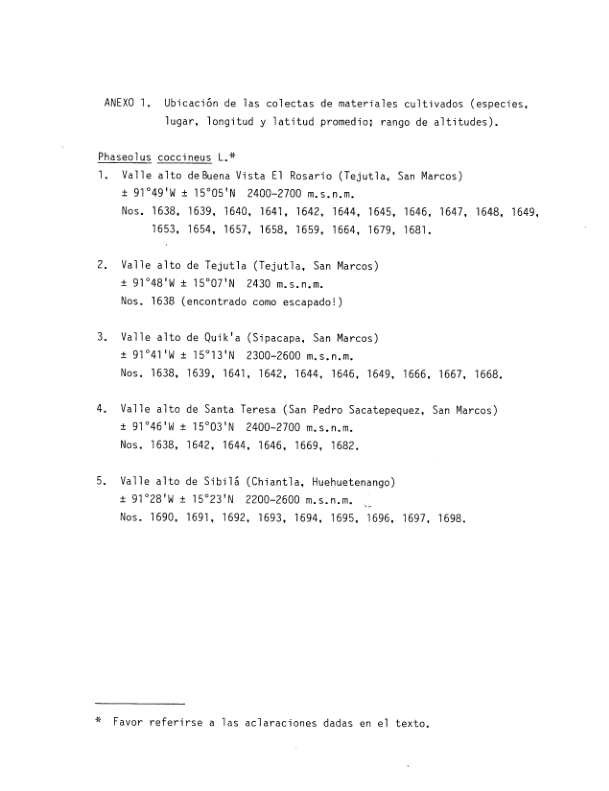 ANEXO 1. Ubicación de las colectas de materiales cultivados (especies,
lugar, longitud y latitud promedio; rango de altitudes).
Phaseolus coccineus L.*
1. Valle alto de Buena Vista El Rosario (Tejutla, San Marcos)
± 91°49'W ± 15°05'N 2400-2700 m.s.n.m.
Nos. 1638, 1639, 1640, 1641, 1642, 1644, 1645, 1646, 1647, 1648, 1649,
1653, 1654, 1657, 1658, 1659, 1664, 1679, 1681.
2. Valle alto de Tejutla (Tejutla, San Marcos)
± 91°48'W ± 15°07'N 2430 m.s.n.m.
Nos. 1638 (encontrado como escapado!)
3. Valle alto de Quik'a (Sipacapa, San Marcos)
± 91°41'W ± 15°13'N 2300-2600 m.s.n.m.
Nos. 1638, 1639, 1641, 1642, 1644, 1646, 1649, 1666, 1667, 1668.
4. Valle alto de Santa Teresa (San Pedro Sacatepequez, San Marcos)
± 91°46'W ± 15°03'N 2400-2700 m.s.n.m.
Nos. 1638, 1642, 1644, 1646, 1669, 1682.
5. Valle alto de Sibilá (Chiantla, Huehuetenango)
± 91°28'W ± 15°23'N 2200-2600 m.s.n.m.
Nos. 1690, 1691, 1692, 1693, 1694, 1695, 1696, 1697, 1698.
* Favor referirse a las aclaraciones dadas en el texto.